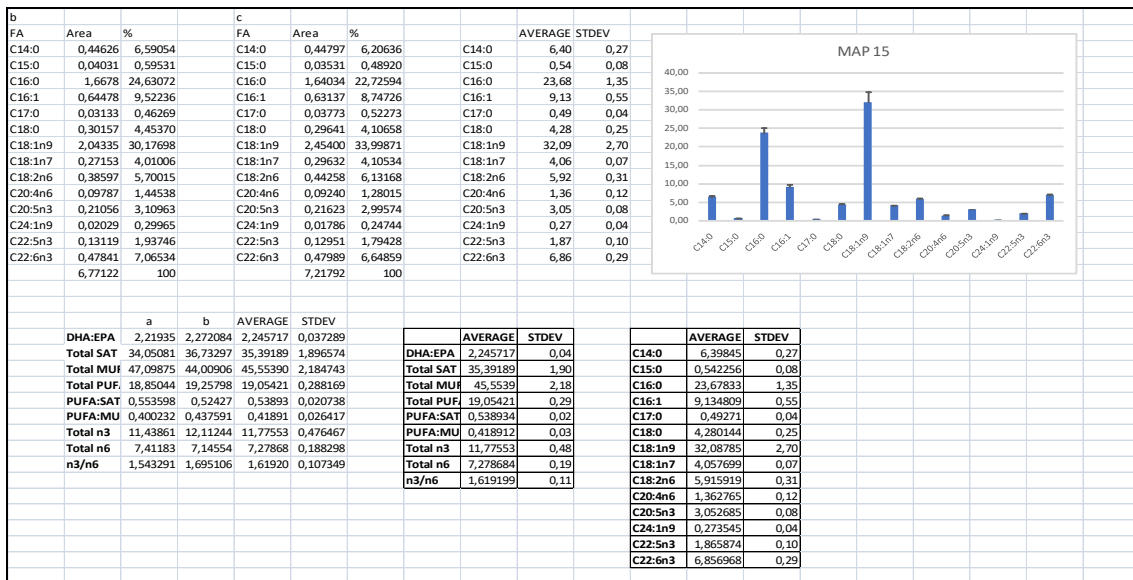 b c
FA Area % FA Area % AVERAGE STDEV
C14:0 0,44626 6,59054 C14:0 0,44797 6,20636 C14:0 6,40 0,27
C15:0 0,04031 0,59531 C15:0 0,03531 0,48920 C15:0 0,54 0,08
C16:0 1,6678 24,63072 C16:0 1,64034 22,72594 C16:0 23,68 1,35
C16:1 0,64478 9,52236 C16:1 0,63137 8,74726 C16:1 9,13 0,55
C17:0 0,03133 0,46269 C17:0 0,03773 0,52273 C17:0 0,49 0,04
C18:0 0,30157 4,45370 C18:0 0,29641 4,10658 C18:0 4,28 0,25
C18:1n9 2,04335 30,17698 C18:1n9 2,45400 33,99871 C18:1n9 32,09 2,70
C18:1n7 0,27153 4,01006 C18:1n7 0,29632 4,10534 C18:1n7 4,06 0,07
C18:2n6 0,38597 5,70015 C18:2n6 0,44258 6,13168 C18:2n6 5,92 0,31
C20:4n6 0,09787 1,44538 C20:4n6 0,09240 1,28015 C20:4n6 1,36 0,12
C20:5n3 0,21056 3,10963 C20:5n3 0,21623 2,99574 C20:5n3 3,05 0,08
C24:1n9 0,02029 0,29965 C24:1n9 0,01786 0,24744 C24:1n9 0,27 0,04
C22:5n3 0,13119 1,93746 C22:5n3 0,12951 1,79428 C22:5n3 1,87 0,10
C22:6n3 0,47841 7,06534 C22:6n3 0,47989 6,64859 C22:6n3 6,86 0,29
6,77122 100 7,21792 100
MAP 15
40,00
35,00
30,00
25,00
20,00
15,00
10,00
5,00
0,00
C14:0 C15:0 C16:0 C16:1 C17:0 C18:0 C18:1n9 C18:1n7 C18:2n6 C20:4n6 C20:5n3 C24:1n9 C22:5n3 C22:6n3
a b AVERAGE STDEV
DHA:EPA 2,21935 2,272084 2,245717 0,037289
Total SAT 34,05081 36,73297 35,39189 1,896574
Total MUF 47,09875 44,00906 45,55390 2,184743
Total PUF, 18,85044 19,25798 19,05421 0,288169
PUFA:SAT 0,553598 0,52427 0,53893 0,020738
PUFA:MU 0,400232 0,437591 0,41891 0,026417
Total n3 11,43861 12,11244 11,77553 0,476467
Total n6 7,41183 7,14554 7,27868 0,188298
n3/n6 1,543291 1,695106 1,61920 0,107349
AVERAGE STDEV
DHA:EPA 2,245717 0,04
Total SAT 35,39189 1,90
Total MUF 45,5539 2,18
Total PUF, 19,05421 0,29
PUFA:SAT 0,538934 0,02
PUFA:MU 0,418912 0,03
Total n3 11,77553 0,48
Total n6 7,278684 0,19
n3/n6 1,619199 0,11
AVERAGE STDEV
C14:0 6,39845 0,27
C15:0 0,542256 0,08
C16:0 23,67833 1,35
C16:1 9,134809 0,55
C17:0 0,49271 0,04
C18:0 4,280144 0,25
C18:1n9 32,08785 2,70
C18:1n7 4,057699 0,07
C18:2n6 5,915919 0,31
C20:4n6 1,362765 0,12
C20:5n3 3,052685 0,08
C24:1n9 0,273545 0,04
C22:5n3 1,865874 0,10
C22:6n3 6,856968 0,29